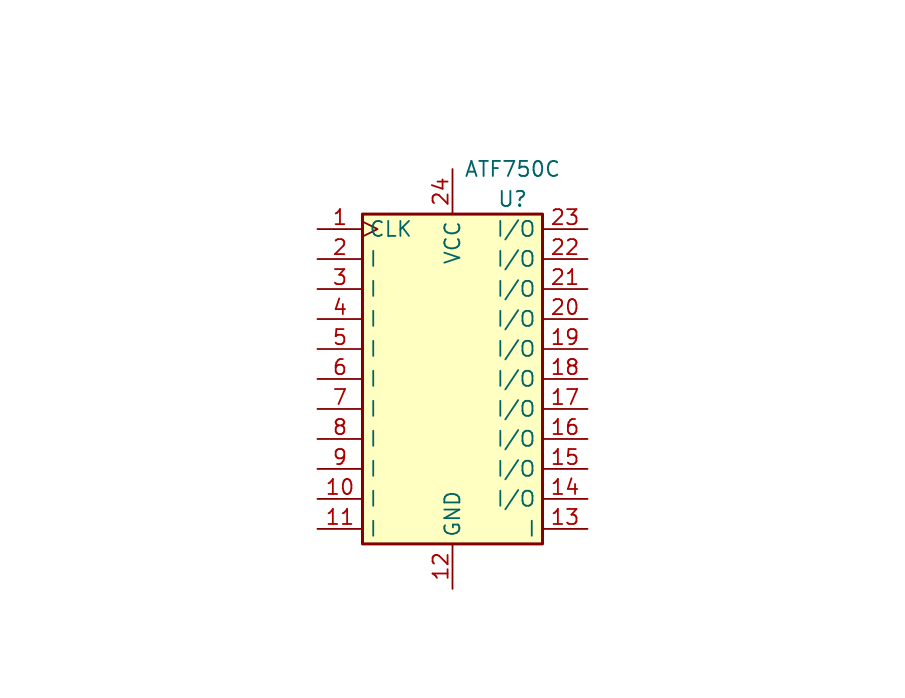 ATF750C
U?
24
VCC
1 CLK I/O 23
2 I I/O 22
3 I I/O 21
4 I I/O 20
5 I I/O 19
6 I I/O 18
7 I I/O 17
8 I I/O 16
9 I I/O 15
10 I I/O 14
11 I I 13
GND
12